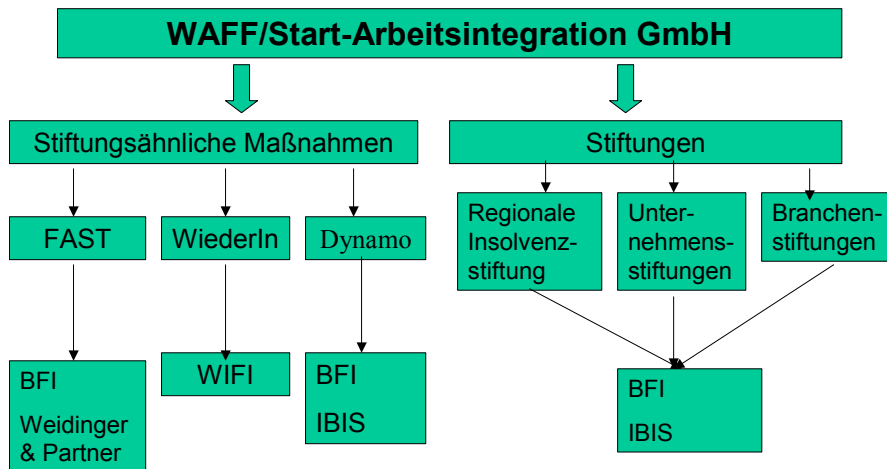 WAFF/Start-Arbeitsintegration GmbH
Stiftungsähnliche Maßnahmen
Stiftungen
FAST
WiederIn
Dynamo
Regionale
Insolvenz-
stiftung
Unter-
nehmens-
stiftungen
Branchen-
stiftungen
BFI
Weidinger
& Partner
WIFI
BFI
IBIS
BFI
IBIS